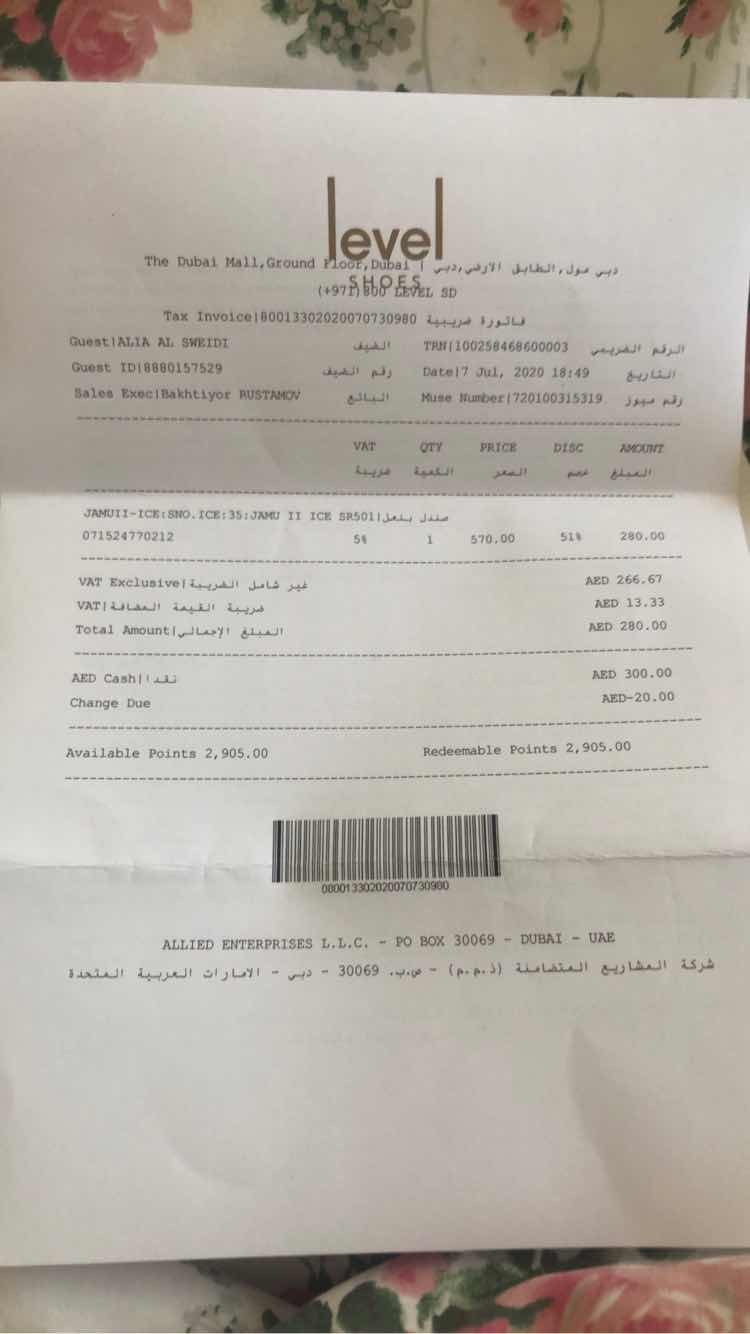 level
SHOES
The Dubai Mall,Ground Floor,Dubai | دبي مول,الطابق الارضي,دبي
(+971)800 LEVEL SD
Tax Invoice|80013302020070730980 فاتورة ضريبية
Guest|ALIA AL SWEIDI الضيف TRN|100258468600003 الرقم الضريبي
Guest ID|8880157529 رقم الضيف Date|7 Jul, 2020 18:49 التاريخ
Sales Exec|Bakhtiyor RUSTAMOV البائع Muse Number|720100315319 رقم ميوز
VAT QTY PRICE DISC AMOUNT
ضريبة الكمية السعر خصم المبلغ
JAMUII-ICE:SNO.ICE:35:JAMU II ICE SR501|صندل بنعل
071524770212 5% 1 570.00 51% 280.00
VAT Exclusive|غير شامل الضريبة AED 266.67
VAT|ضريبة القيمة المضافة AED 13.33
Total Amount|المبلغ الإجمالي AED 280.00
AED Cash|نقدا AED 300.00
Change Due AED-20.00
Available Points 2,905.00 Redeemable Points 2,905.00
08001330202007073098​0
ALLIED ENTERPRISES L.L.C. - PO BOX 30069 - DUBAI - UAE
شركة المشاريع المتضامنة (ذ.م.م) - ص.ب. 30069 - دبي - الامارات العربية المتحدة